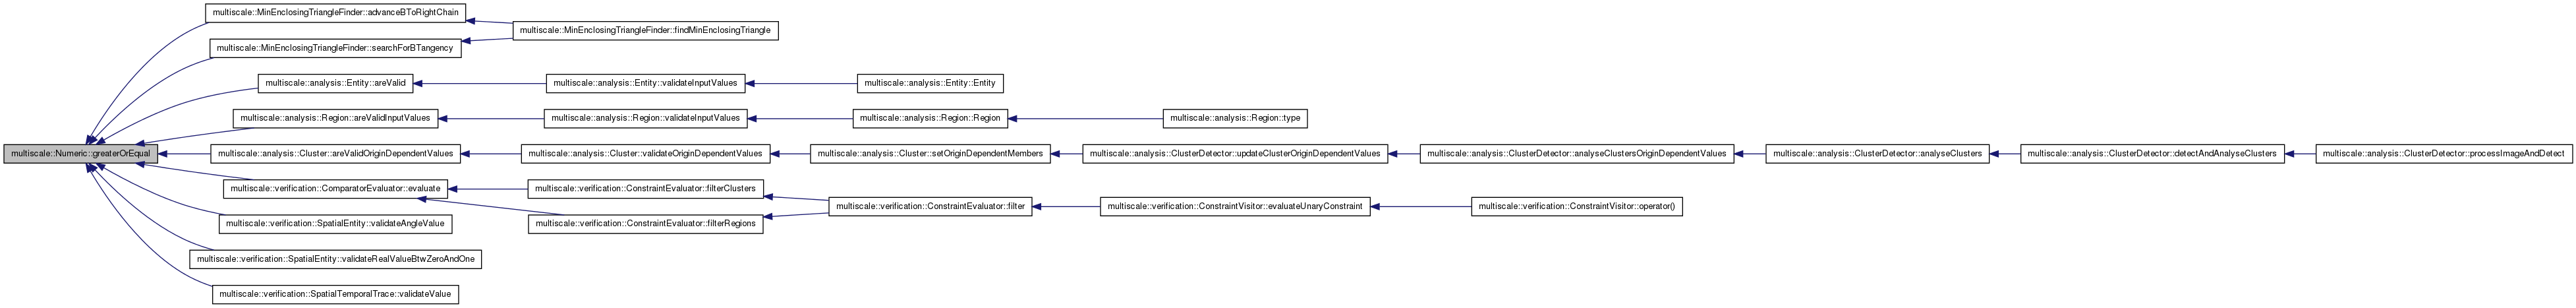 multiscale::MinEnclosingTriangleFinder::advanceBToRightChain
multiscale::MinEnclosingTriangleFinder::findMinEnclosingTriangle
multiscale::MinEnclosingTriangleFinder::searchForBTangency
multiscale::analysis::Entity::areValid
multiscale::analysis::Entity::validateInputValues
multiscale::analysis::Entity::Entity
multiscale::analysis::Region::areValidInputValues
multiscale::analysis::Region::validateInputValues
multiscale::analysis::Region::Region
multiscale::analysis::Region::type
multiscale::Numeric::greaterOrEqual
multiscale::analysis::Cluster::areValidOriginDependentValues
multiscale::analysis::Cluster::validateOriginDependentValues
multiscale::analysis::Cluster::setOriginDependentMembers
multiscale::analysis::ClusterDetector::updateClusterOriginDependentValues
multiscale::analysis::ClusterDetector::analyseClustersOriginDependentValues
multiscale::analysis::ClusterDetector::analyseClusters
multiscale::analysis::ClusterDetector::detectAndAnalyseClusters
multiscale::analysis::ClusterDetector::processImageAndDetect
multiscale::verification::ComparatorEvaluator::evaluate
multiscale::verification::ConstraintEvaluator::filterClusters
multiscale::verification::ConstraintEvaluator::filter
multiscale::verification::ConstraintVisitor::evaluateUnaryConstraint
multiscale::verification::ConstraintVisitor::operator()
multiscale::verification::SpatialEntity::validateAngleValue
multiscale::verification::ConstraintEvaluator::filterRegions
multiscale::verification::SpatialEntity::validateRealValueBtwZeroAndOne
multiscale::verification::SpatialTemporalTrace::validateValue